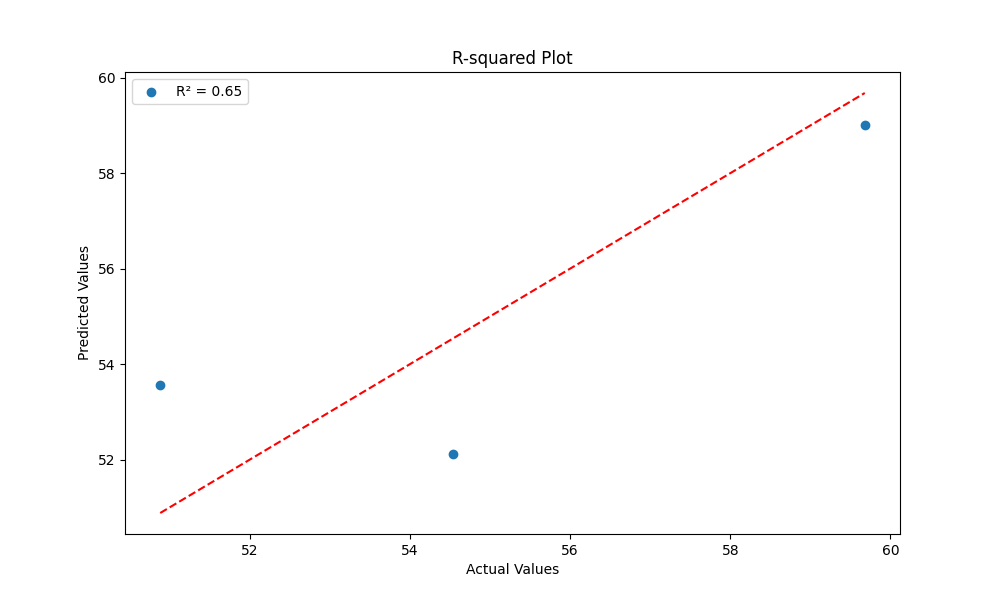 R-squared Plot
R² = 0.65
60
58
56
54
52
Predicted Values
52
54
56
58
60
Actual Values